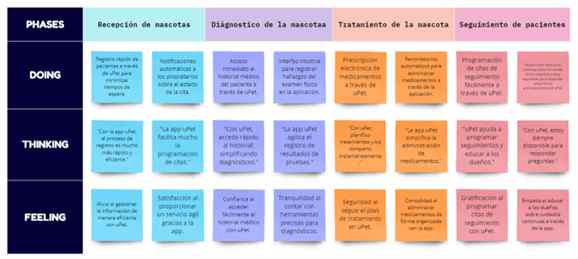 PHASES
Recepción de mascotas
Diágnostico de la mascotaa
Tratamiento de la mascota
Seguimiento de pacientes
DOING
Registro rápido de
pacientes a través
de uPet para
minimizar
tiempos de
espera.
Notificaciones
automáticas a
los propietarios
sobre el estado
de la cita.
Acceso
inmediato al
historial médico
del paciente a
través de uPet.
Interfaz intuitiva
para registrar
hallazgos del
examen físico
en la aplicación.
Prescripción
electrónica de
medicamentos
a través de
uPet.
Recordatorios
automáticos para
administrar
medicamentos a
través de la
aplicación.
Programación
de citas de
seguimiento
fácilmente a
través de uPet.
THINKING
"Con la app uPet,
el proceso de
registro es mucho
más rápido y
eficiente."
"La app uPet
facilita mucho la
programación
de citas."
"Con uPet,
accedo rápido
al historial,
simplificando
diagnósticos."
"La app uPet
agiliza el
registro de
resultados de
pruebas."
"Con uPet,
planifico
tratamientos y los
comparto
instantáneamente."
"La app uPet
simplifica la
administración
de
medicamentos."
"uPet ayuda a
programar
seguimientos y
educar a los
dueños."
"Con uPet, estoy
siempre
disponible para
responder
preguntas."
FEELING
Alivio al gestionar
la información de
manera eficiente
con uPet.
Satisfacción al
proporcionar
un servicio ágil
gracias a la
app.
Confianza al
acceder
fácilmente al
historial médico
con uPet.
Tranquilidad al
contar con
herramientas
precisas para
diagnósticos.
Seguridad al
seguir el plan
de tratamiento
en uPet.
Comodidad al
administrar
medicamentos
de forma
organizada con
la app.
Gratificación al
programar
citas de
seguimiento
con uPet.
Empatía al educar
a los dueños
sobre cuidados
continuos a través
de la app.